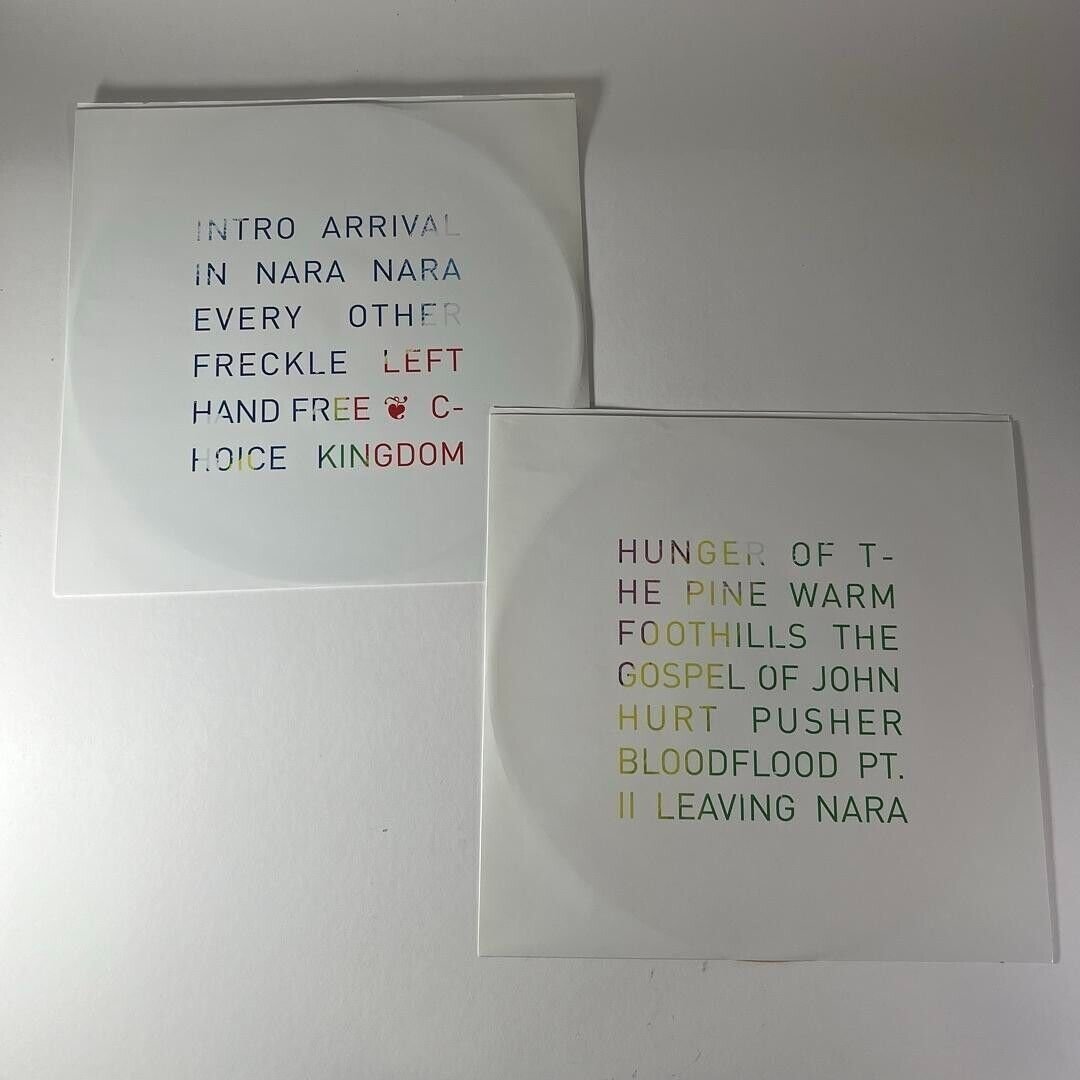 INTRO ARRIVAL
IN NARA NARA
EVERY OTHER
FRECKLE LEFT
HAND FREE ❦ C-
HOICE KINGDOM
HUNGER OF T-
HE PINE WARM
FOOTHILLS THE
GOSPEL OF JOHN
HURT PUSHER
BLOODFLOOD PT.
II LEAVING NARA